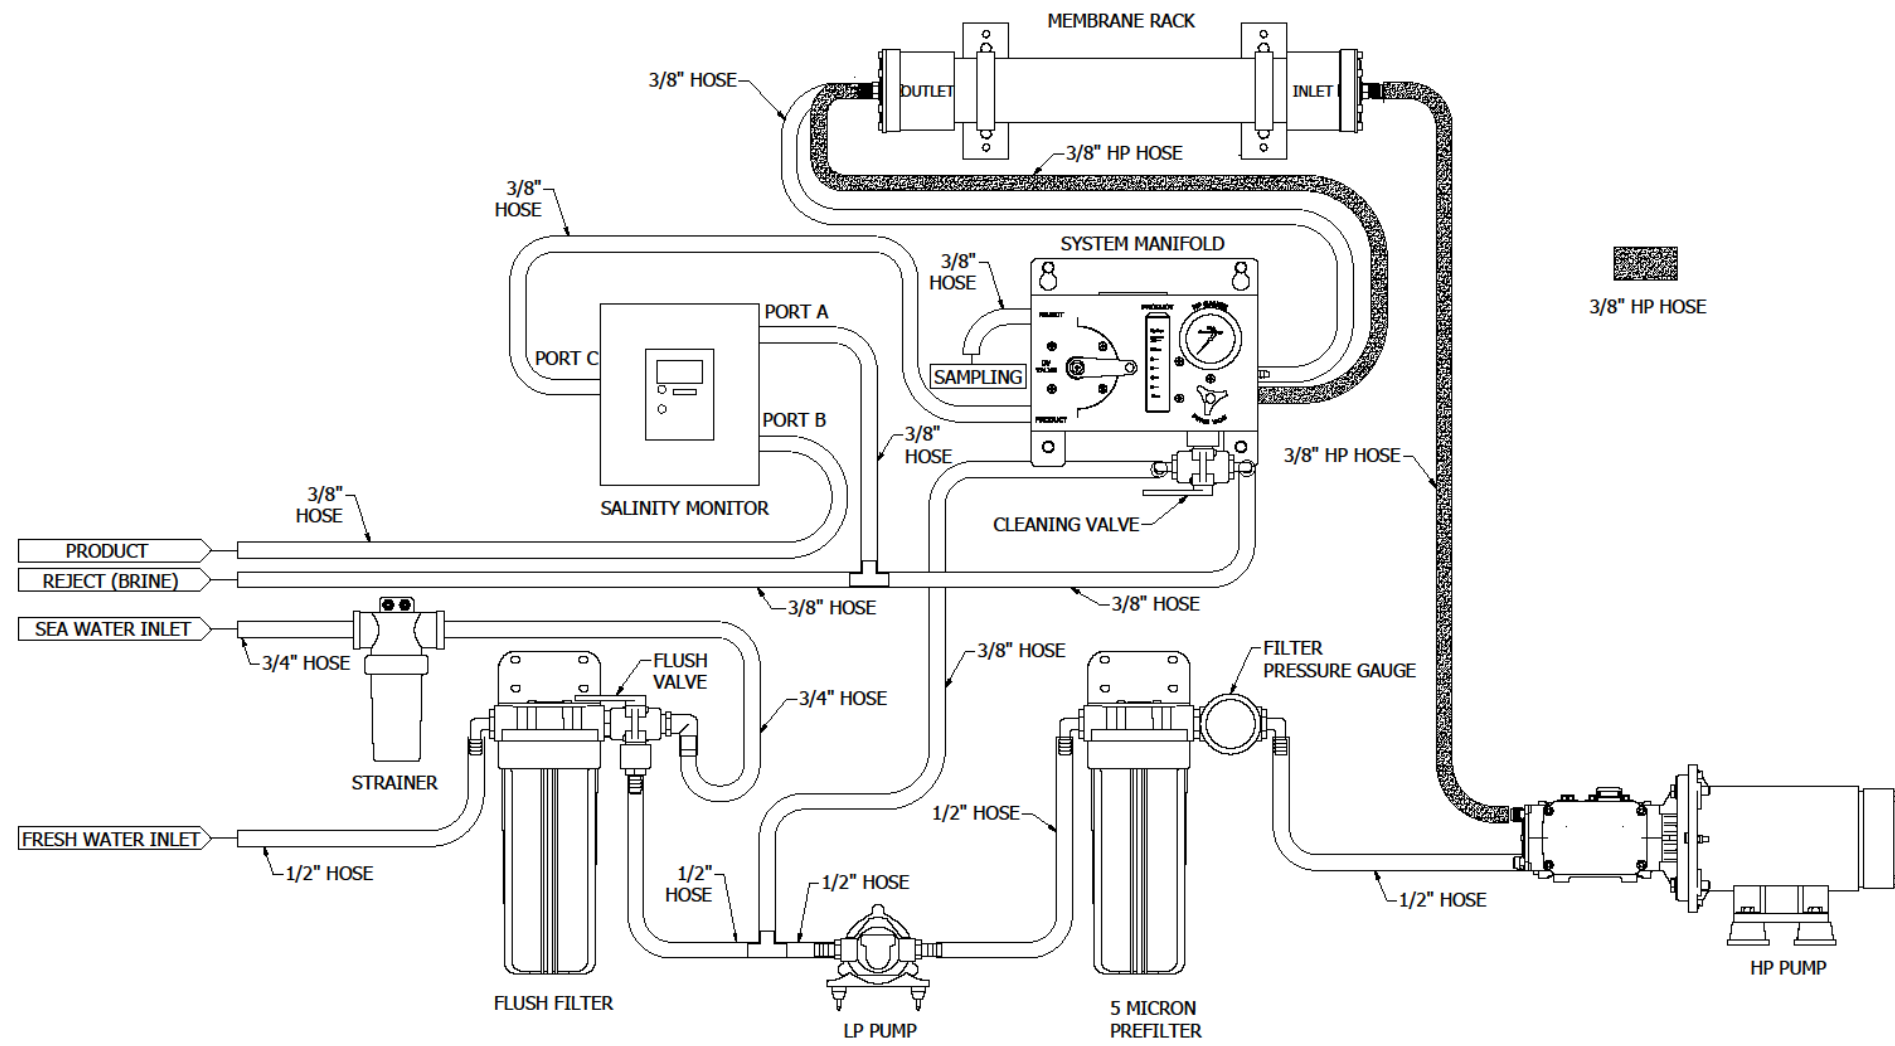 MEMBRANE RACK
3/8" HOSE
OUTLET
INLET
3/8" HP HOSE
3/8"
HOSE
SYSTEM MANIFOLD
3/8"
HOSE
3/8" HP HOSE
PORT A
PORT C
PORT B
SAMPLING
PRODUCT
PRODUCT
3/8"
HOSE
3/8" HP HOSE
3/8"
HOSE
SALINITY MONITOR
CLEANING VALVE
PRODUCT
REJECT (BRINE)
3/8" HOSE
3/8" HOSE
SEA WATER INLET
3/4" HOSE
FLUSH
VALVE
3/8" HOSE
FILTER
PRESSURE GAUGE
3/4" HOSE
STRAINER
FRESH WATER INLET
1/2" HOSE
1/2" HOSE
1/2"
HOSE
1/2" HOSE
1/2" HOSE
HP PUMP
FLUSH FILTER
LP PUMP
5 MICRON
PREFILTER